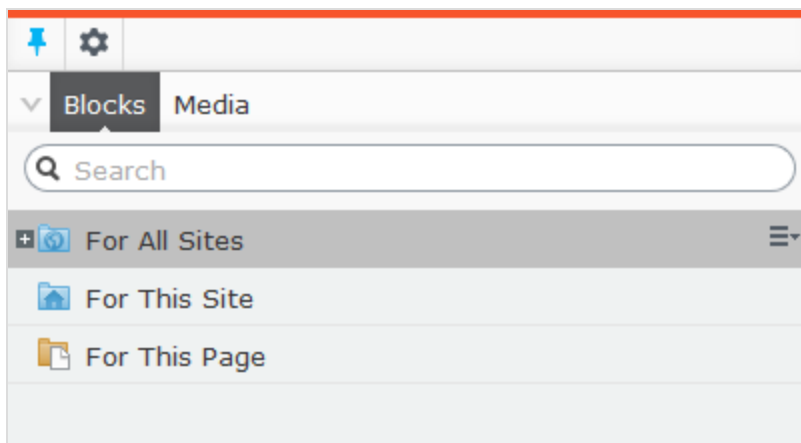 Blocks Media
Search
For All Sites
For This Site
For This Page